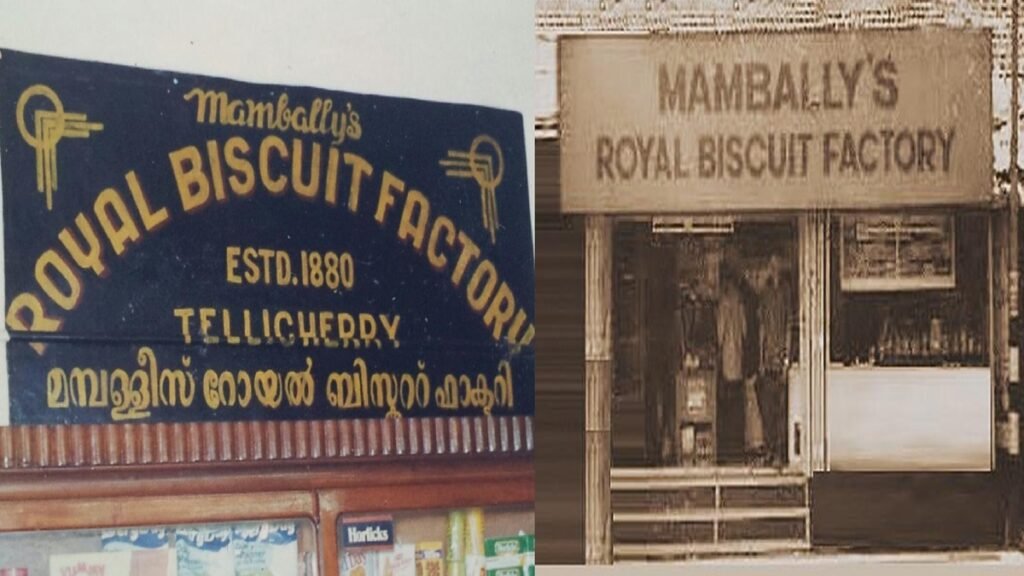 Mambally's
ROYAL BISCUIT FACTORY
ESTD.1880
TELLICHERRY
മമ്പള്ളീസ് റോയൽ ബിസ്കറ്റ് ഫാക്ടറി
Horlicks
MAMBALLY'S
ROYAL BISCUIT FACTORY